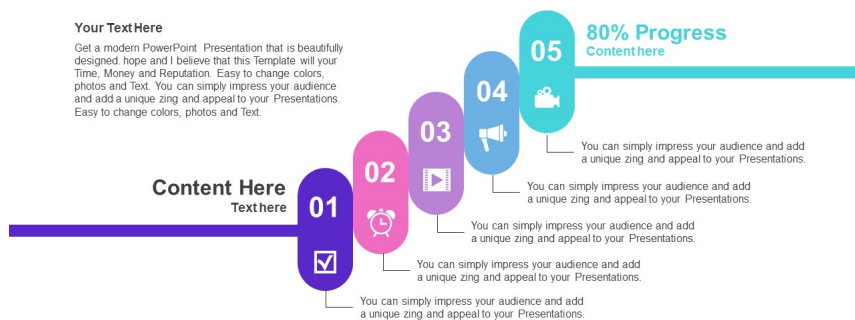 Your Text Here
Get a modern PowerPoint Presentation that is beautifully
designed. hope and I believe that this Template will your
Time, Money and Reputation. Easy to change colors,
photos and Text. You can simply impress your audience
and add a unique zing and appeal to your Presentations.
Easy to change colors, photos and Text.
80% Progress
Content here
05
04
03
02
01
Content Here
Text here
You can simply impress your audience and add
a unique zing and appeal to your Presentations.
You can simply impress your audience and add
a unique zing and appeal to your Presentations.
You can simply impress your audience and add
a unique zing and appeal to your Presentations.
You can simply impress your audience and add
a unique zing and appeal to your Presentations.
You can simply impress your audience and add
a unique zing and appeal to your Presentations.